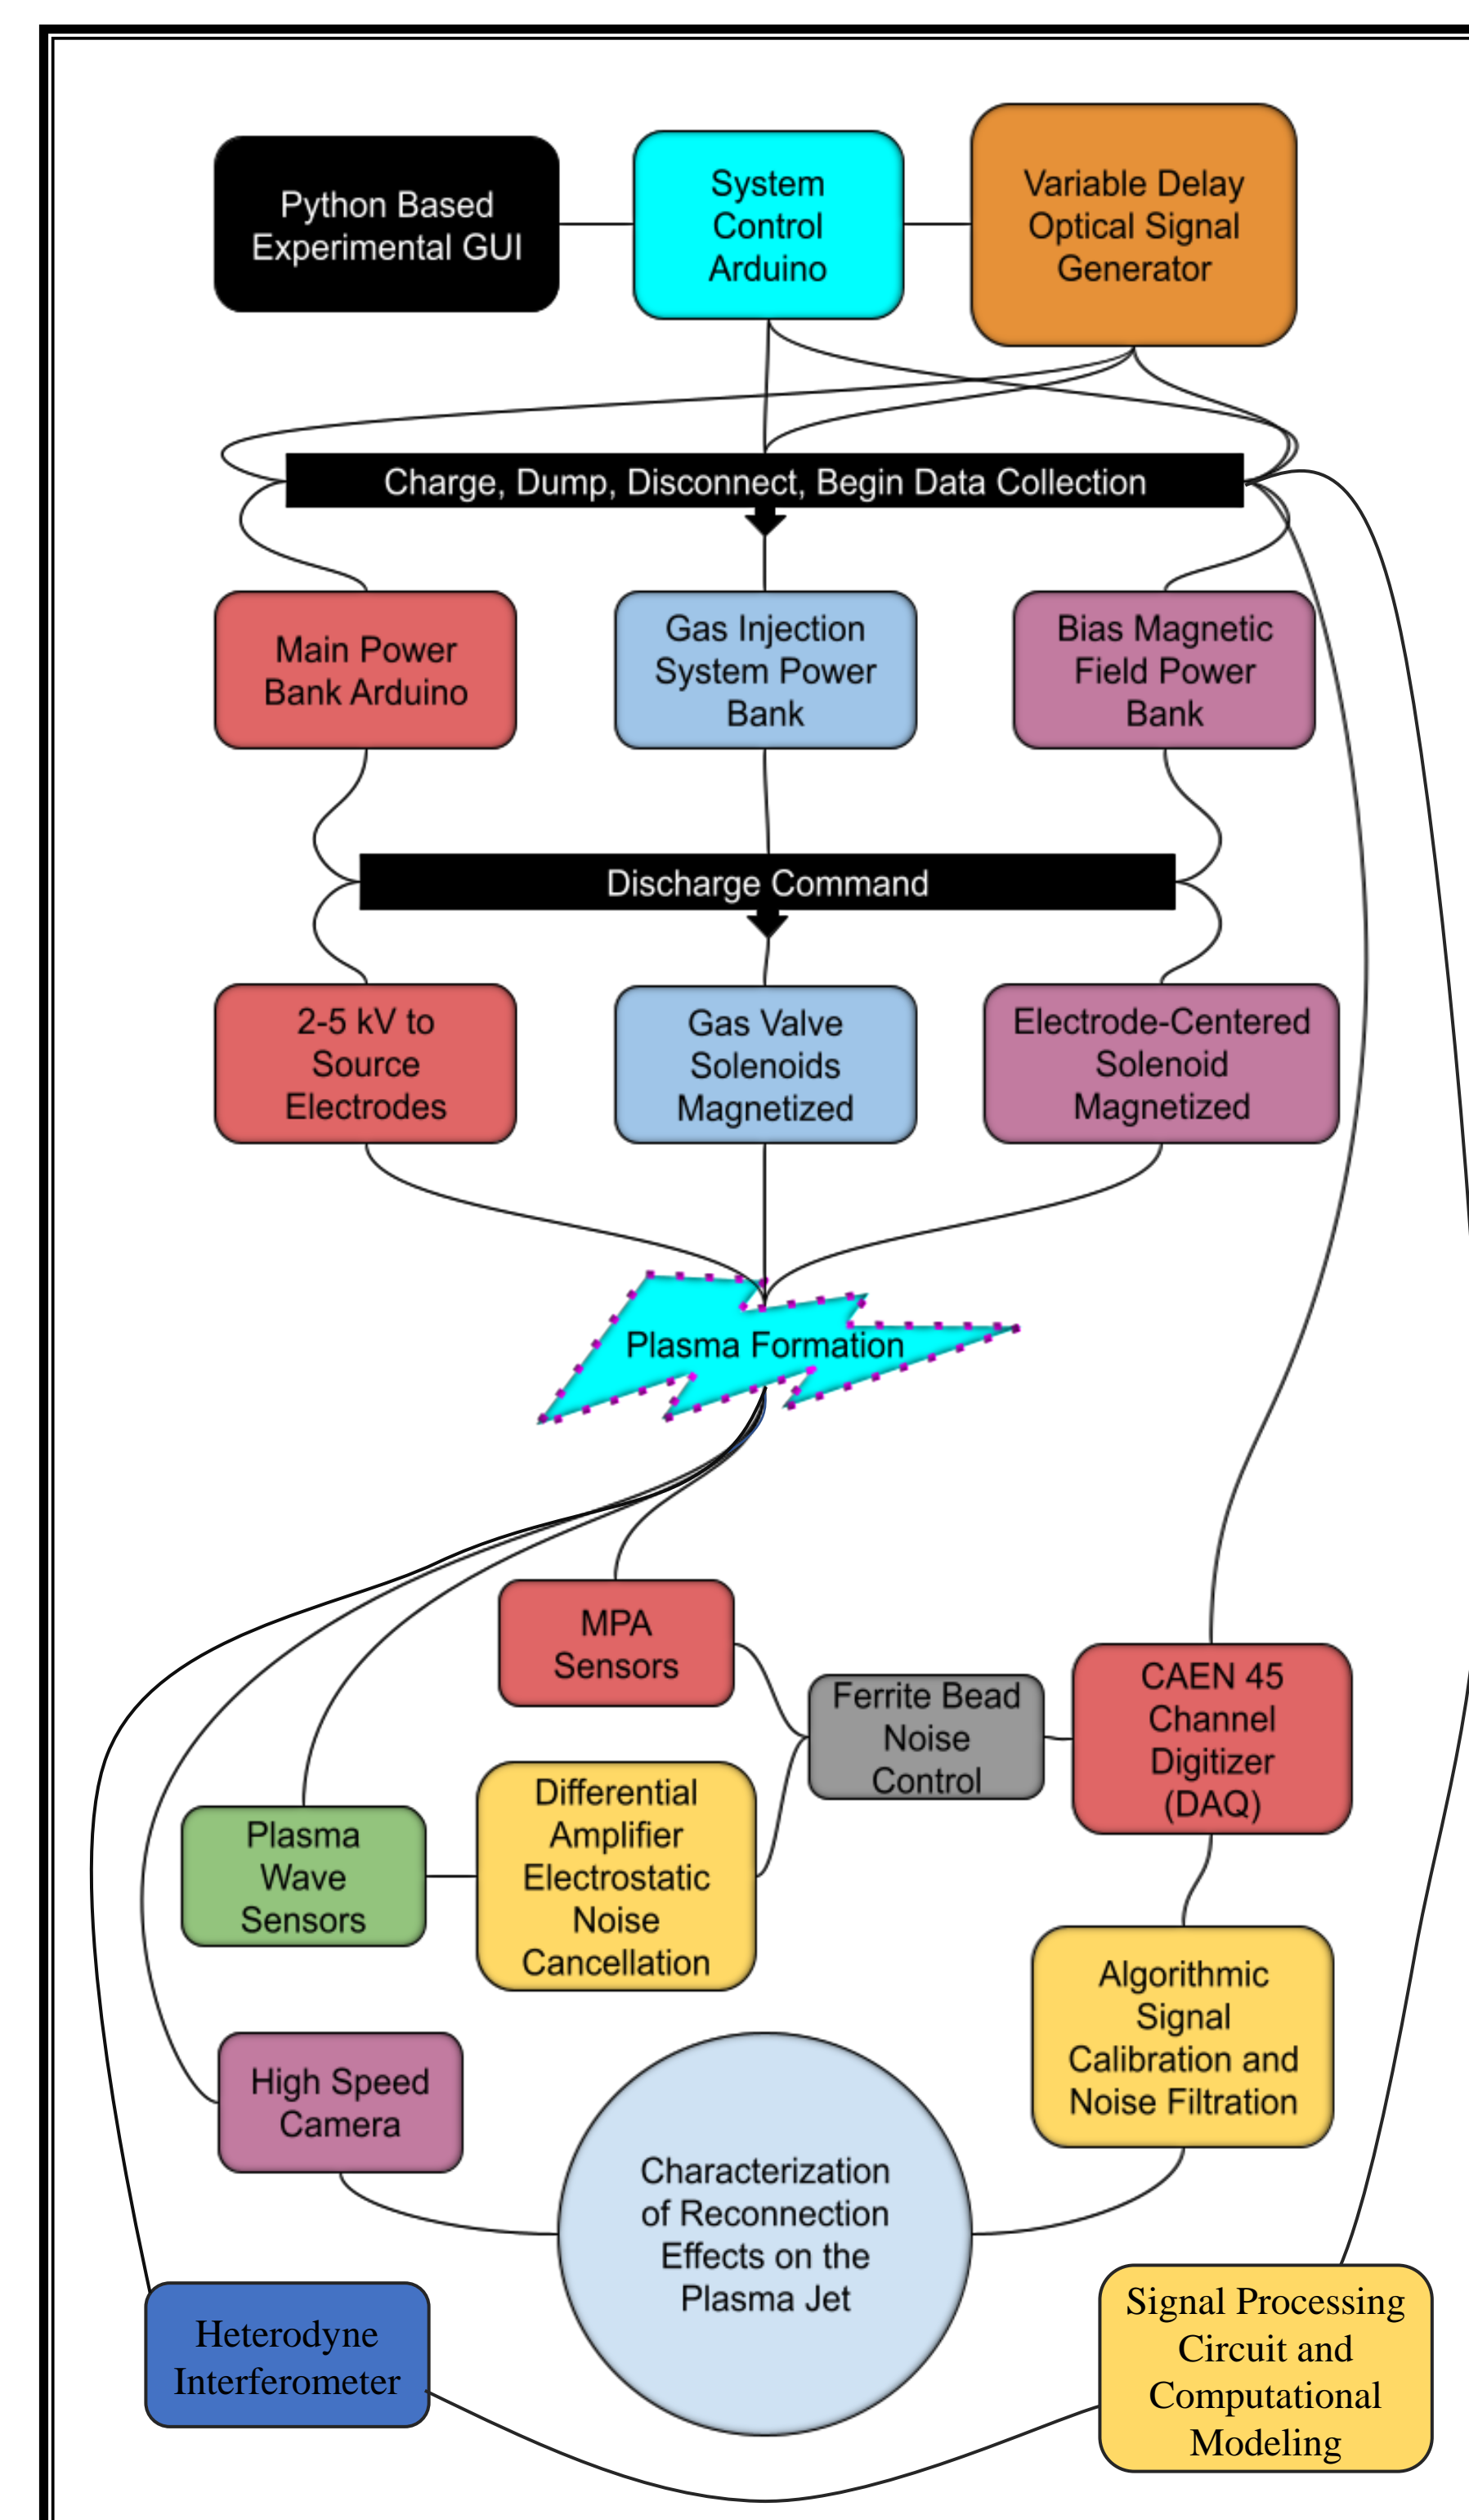 Python Based
Experimental GUI
System
Control
Arduino
Variable Delay
Optical Signal
Generator
Charge, Dump, Disconnect, Begin Data Collection
Main Power
Bank Arduino
Gas Injection
System Power
Bank
Bias Magnetic
Field Power
Bank
Discharge Command
2-5 kV to
Source
Electrodes
Gas Valve
Solenoids
Magnetized
Electrode-Centered
Solenoid
Magnetized
Plasma Formation
MPA
Sensors
Ferrite Bead
Noise
Control
CAEN 45
Channel
Digitizer
(DAQ)
Plasma
Wave
Sensors
Differential
Amplifier
Electrostatic
Noise
Cancellation
Algorithmic
Signal
Calibration and
Noise Filtration
High Speed
Camera
Characterization
of Reconnection
Effects on the
Plasma Jet
Heterodyne
Interferometer
Signal Processing
Circuit and
Computational
Modeling